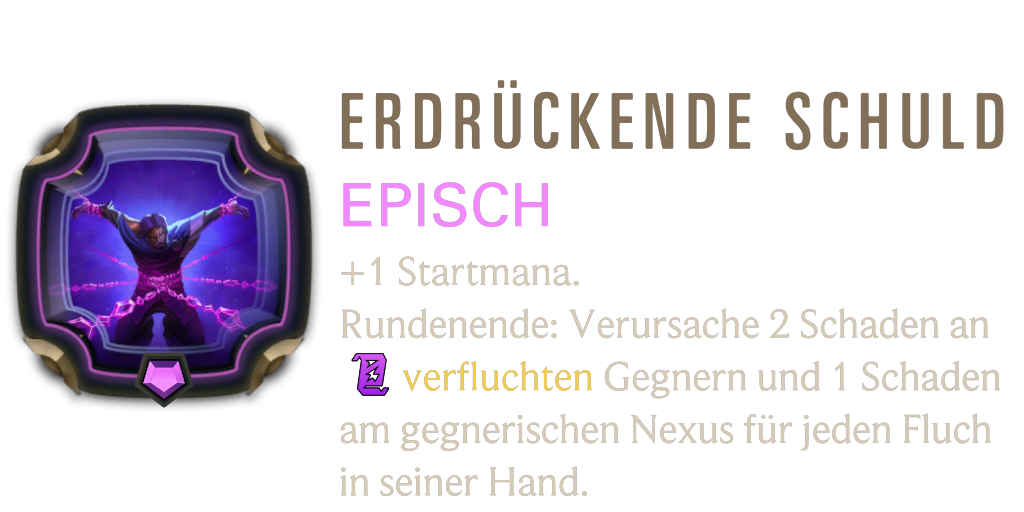 ERDRÜCKENDE SCHULD
EPISCH
+1 Startmana.
Rundenende: Verursache 2 Schaden an
verfluchten Gegnern und 1 Schaden
am gegnerischen Nexus für jeden Fluch
in seiner Hand.